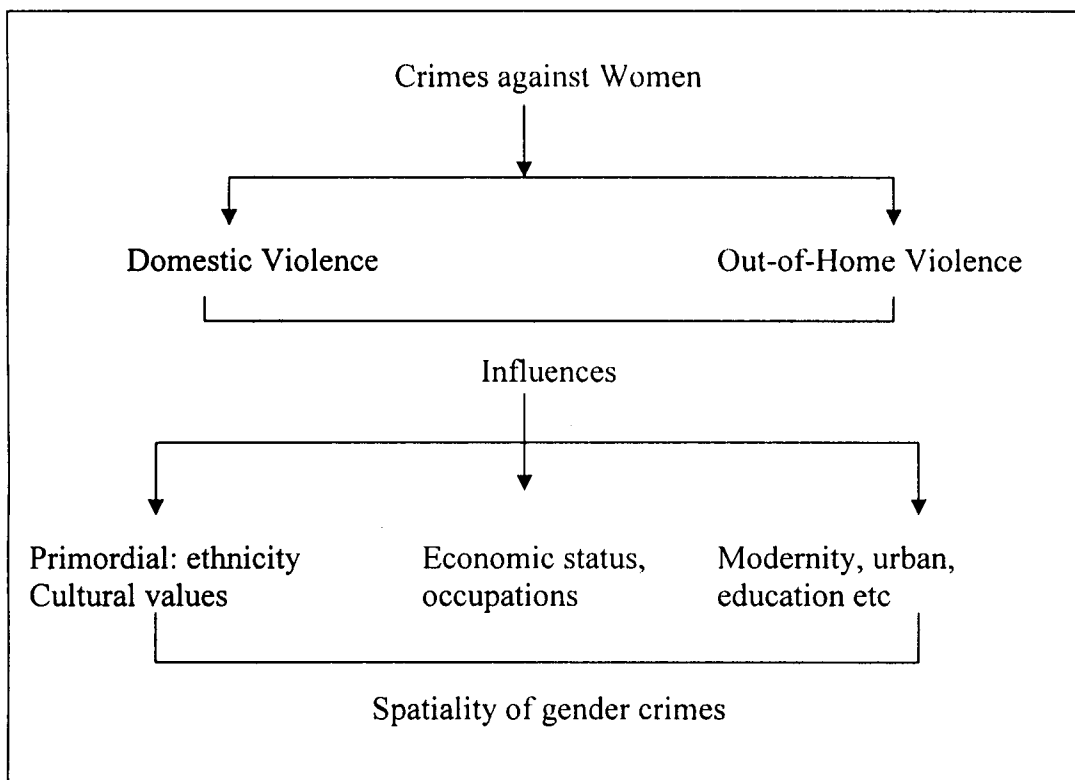 Crimes against Women
Domestic Violence
Out-of-Home Violence
Influences
Primordial: ethnicity
Cultural values
Economic status,
occupations
Modernity, urban,
education etc
Spatiality of gender crimes